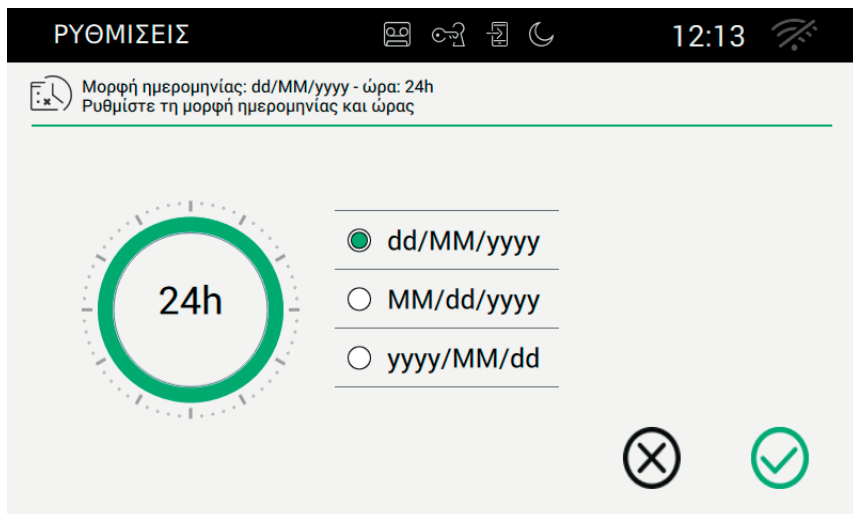 ΡΥΘΜΙΣΕΙΣ
12:13
Μορφή ημερομηνίας: dd/MM/yyyy - ώρα: 24h
Ρυθμίστε τη μορφή ημερομηνίας και ώρας
24h
dd/MM/yyyy
MM/dd/yyyy
yyyy/MM/dd